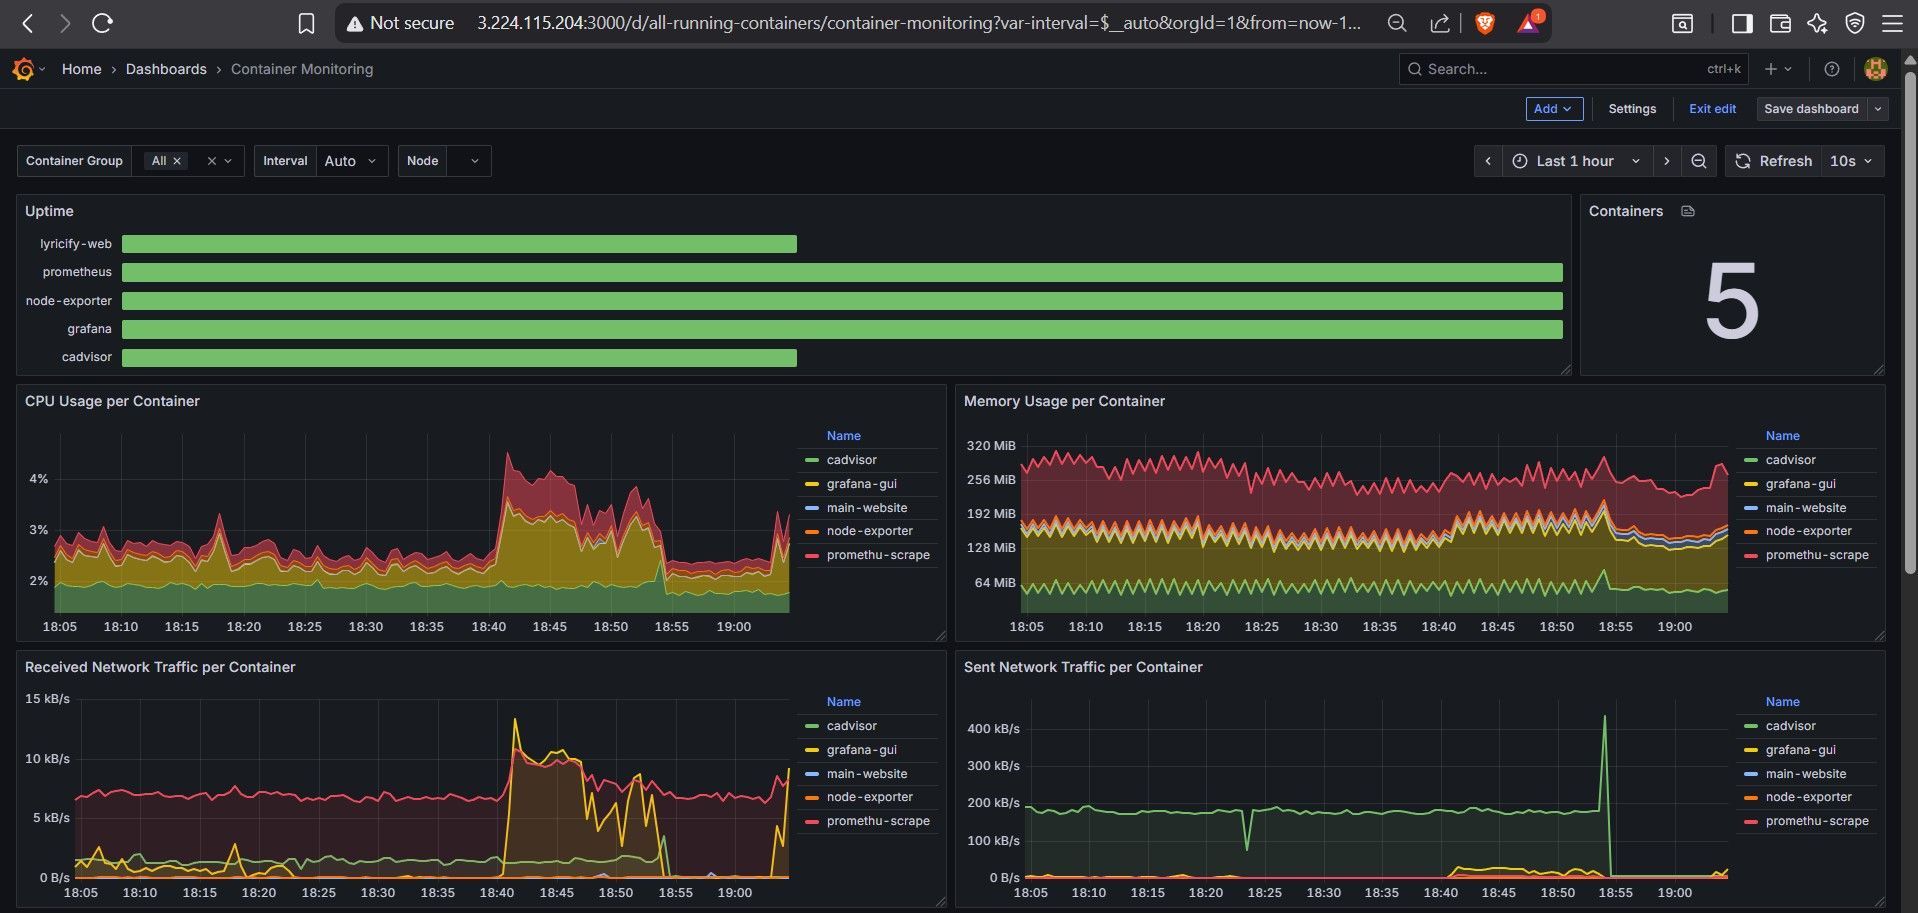 Not secure 3.224.115.204:3000/d/all-running-containers/container-monitoring?var-interval=$__auto&orgId=1&from=now-1... 1
Home › Dashboards › Container Monitoring Search... ctrl+k
Add Settings Exit edit Save dashboard
Container Group All Interval Auto Node Last 1 hour Refresh 10s
Uptime
lyricify-web
prometheus
node-exporter
grafana
cadvisor
Containers
5
CPU Usage per Container
4%
3%
2%
18:05 18:10 18:15 18:20 18:25 18:30 18:35 18:40 18:45 18:50 18:55 19:00
Name
cadvisor
grafana-gui
main-website
node-exporter
promethu-scrape
Memory Usage per Container
320 MiB
256 MiB
192 MiB
128 MiB
64 MiB
18:05 18:10 18:15 18:20 18:25 18:30 18:35 18:40 18:45 18:50 18:55 19:00
Name
cadvisor
grafana-gui
main-website
node-exporter
promethu-scrape
Received Network Traffic per Container
15 kB/s
10 kB/s
5 kB/s
0 B/s
18:05 18:10 18:15 18:20 18:25 18:30 18:35 18:40 18:45 18:50 18:55 19:00
Name
cadvisor
grafana-gui
main-website
node-exporter
promethu-scrape
Sent Network Traffic per Container
400 kB/s
300 kB/s
200 kB/s
100 kB/s
0 B/s
18:05 18:10 18:15 18:20 18:25 18:30 18:35 18:40 18:45 18:50 18:55 19:00
Name
cadvisor
grafana-gui
main-website
node-exporter
promethu-scrape